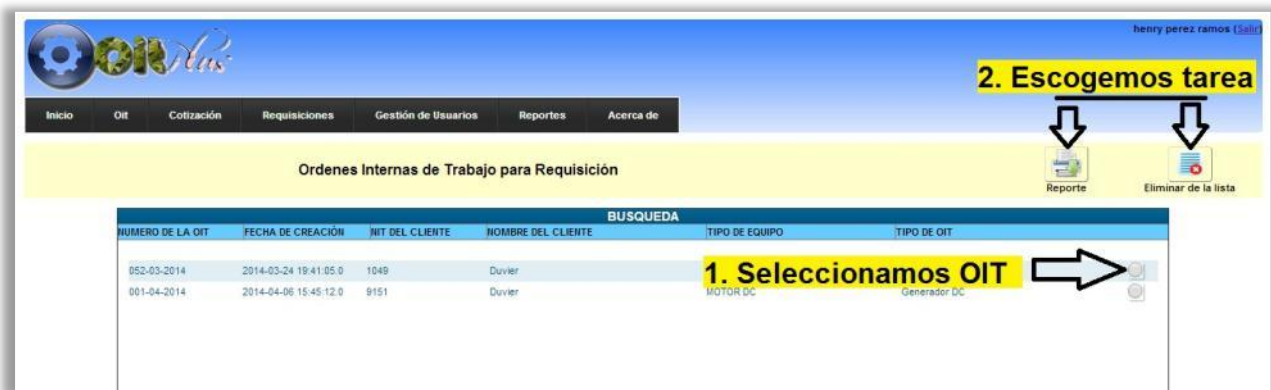 henry perez ramos (Salir)
OIT Plus
2. Escogemos tarea
Inicio Oit Cotización Requisiciones Gestión de Usuarios Reportes Acerca de
Ordenes Internas de Trabajo para Requisición
Reporte Eliminar de la lista
BUSQUEDA
NUMERO DE LA OIT FECHA DE CREACIÓN NIT DEL CLIENTE NOMBRE DEL CLIENTE TIPO DE EQUIPO TIPO DE OIT
1. Seleccionamos OIT
052-03-2014 2014-03-24 19:41:05.0 1049 Duvier
001-04-2014 2014-04-06 15:45:12.0 9151 Duvier MOTOR DC Generador DC